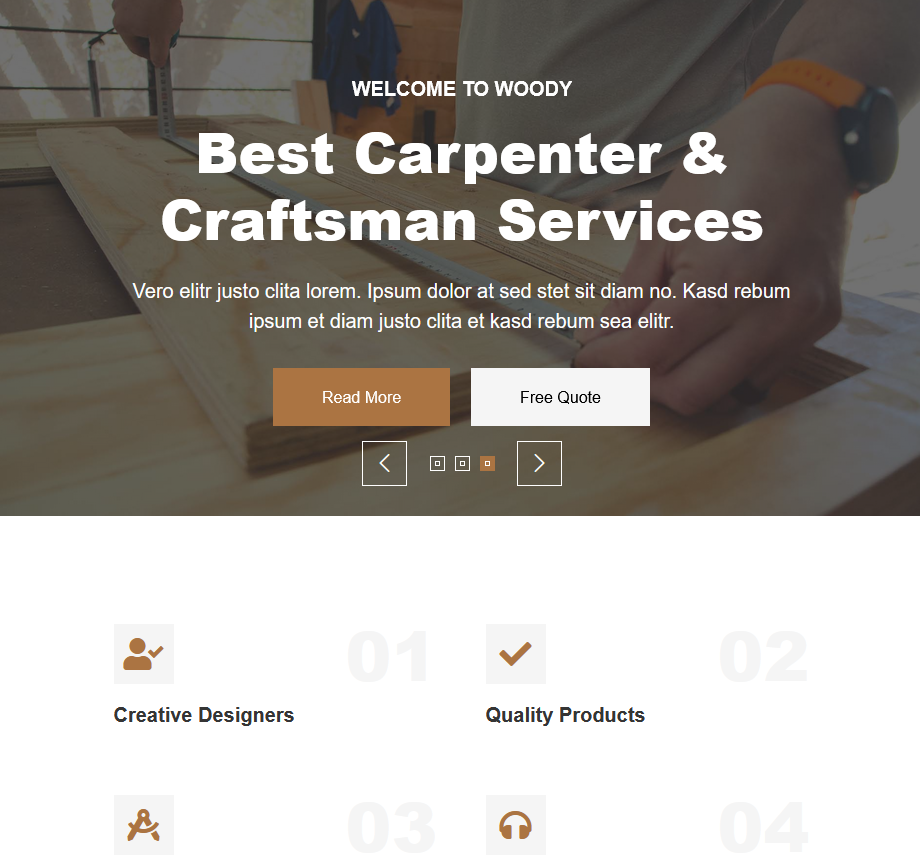 WELCOME TO WOODY
Best Carpenter &
Craftsman Services
Vero elitr justo clita lorem. Ipsum dolor at sed stet sit diam no. Kasd rebum
ipsum et diam justo clita et kasd rebum sea elitr.
Read More
Free Quote
01
02
Creative Designers
Quality Products
03
04